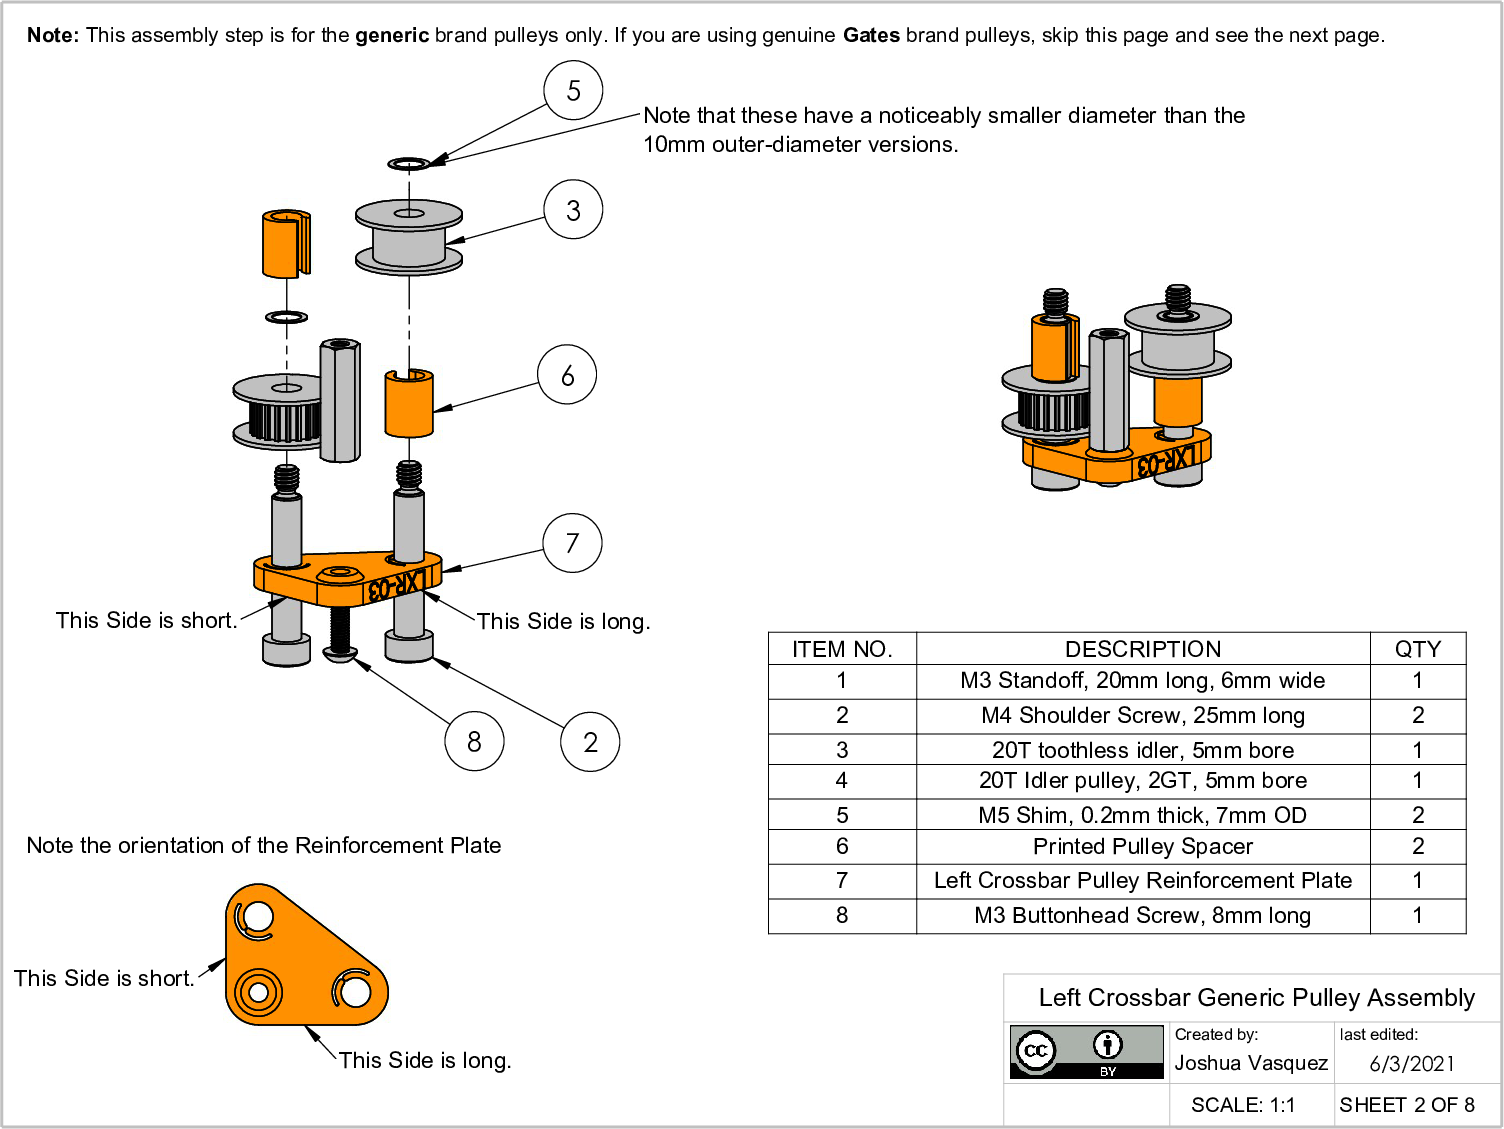 Note: This assembly step is for the generic brand pulleys only. If you are using genuine Gates brand pulleys, skip this page and see the next page.
5
Note that these have a noticeably smaller diameter than the
10mm outer-diameter versions.
3
6
7
LXR-03
LXR-03
This Side is short.
This Side is long.
8
2
ITEM NO. DESCRIPTION QTY
1 M3 Standoff, 20mm long, 6mm wide 1
2 M4 Shoulder Screw, 25mm long 2
3 20T toothless idler, 5mm bore 1
4 20T Idler pulley, 2GT, 5mm bore 1
5 M5 Shim, 0.2mm thick, 7mm OD 2
6 Printed Pulley Spacer 2
7 Left Crossbar Pulley Reinforcement Plate 1
8 M3 Buttonhead Screw, 8mm long 1
Note the orientation of the Reinforcement Plate
This Side is short.
This Side is long.
Left Crossbar Generic Pulley Assembly
cc
BY
Created by:
Joshua Vasquez
last edited:
6/3/2021
SCALE: 1:1
SHEET 2 OF 8